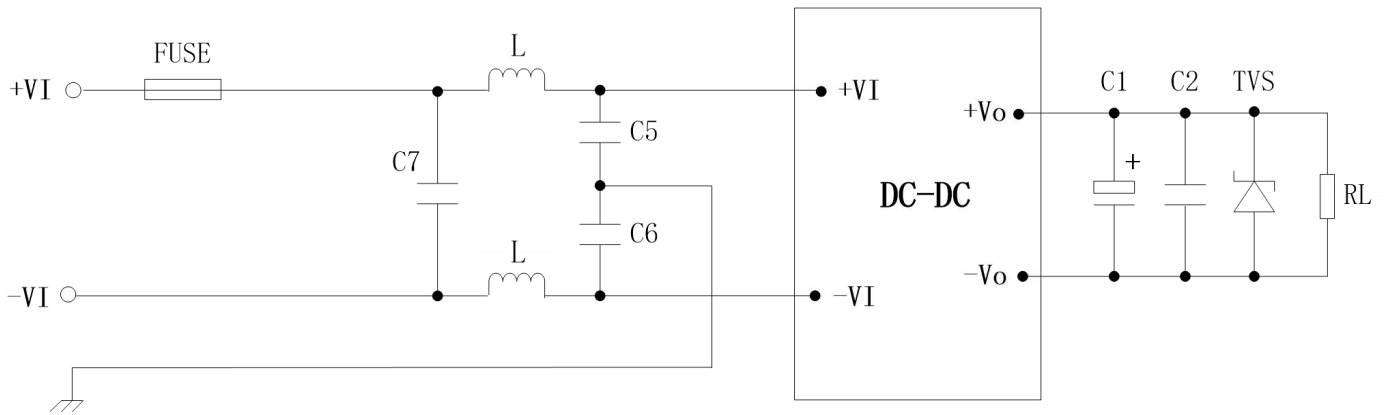 FUSE
L
+VI
C5
C7
C6
L
-VI
+VI
-VI
DC-DC
+Vo
-Vo
C1
C2
TVS
+
RL